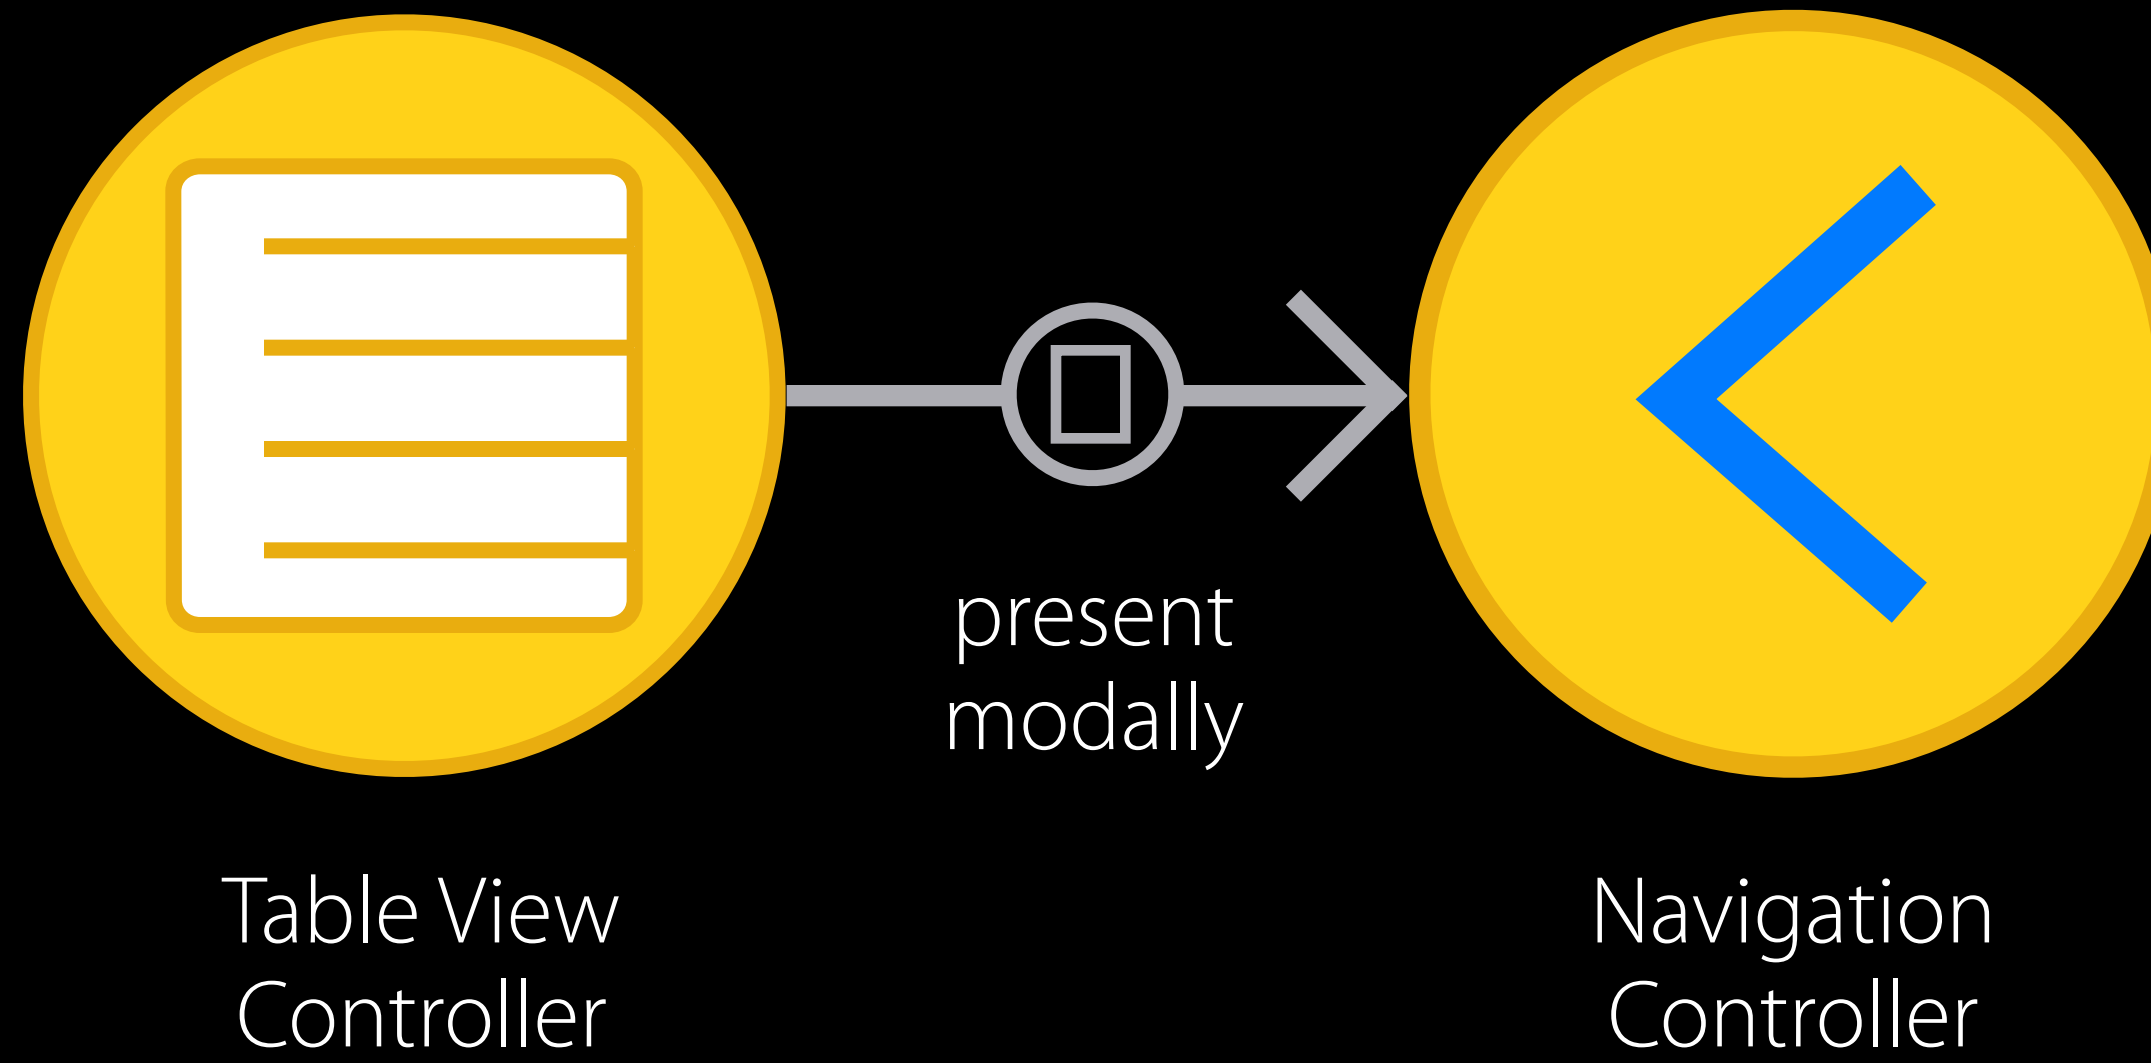 present
modally
Table View
Controller
Navigation
Controller